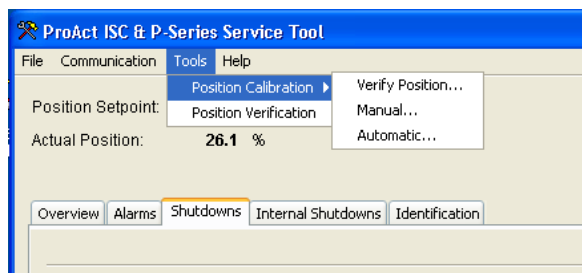 ProAct ISC & P-Series Service Tool
File Communication Tools Help
Position Calibration Verify Position...
Position Setpoint: Position Verification Manual...
Actual Position: 26.1 % Automatic...
Overview Alarms Shutdowns Internal Shutdowns Identification